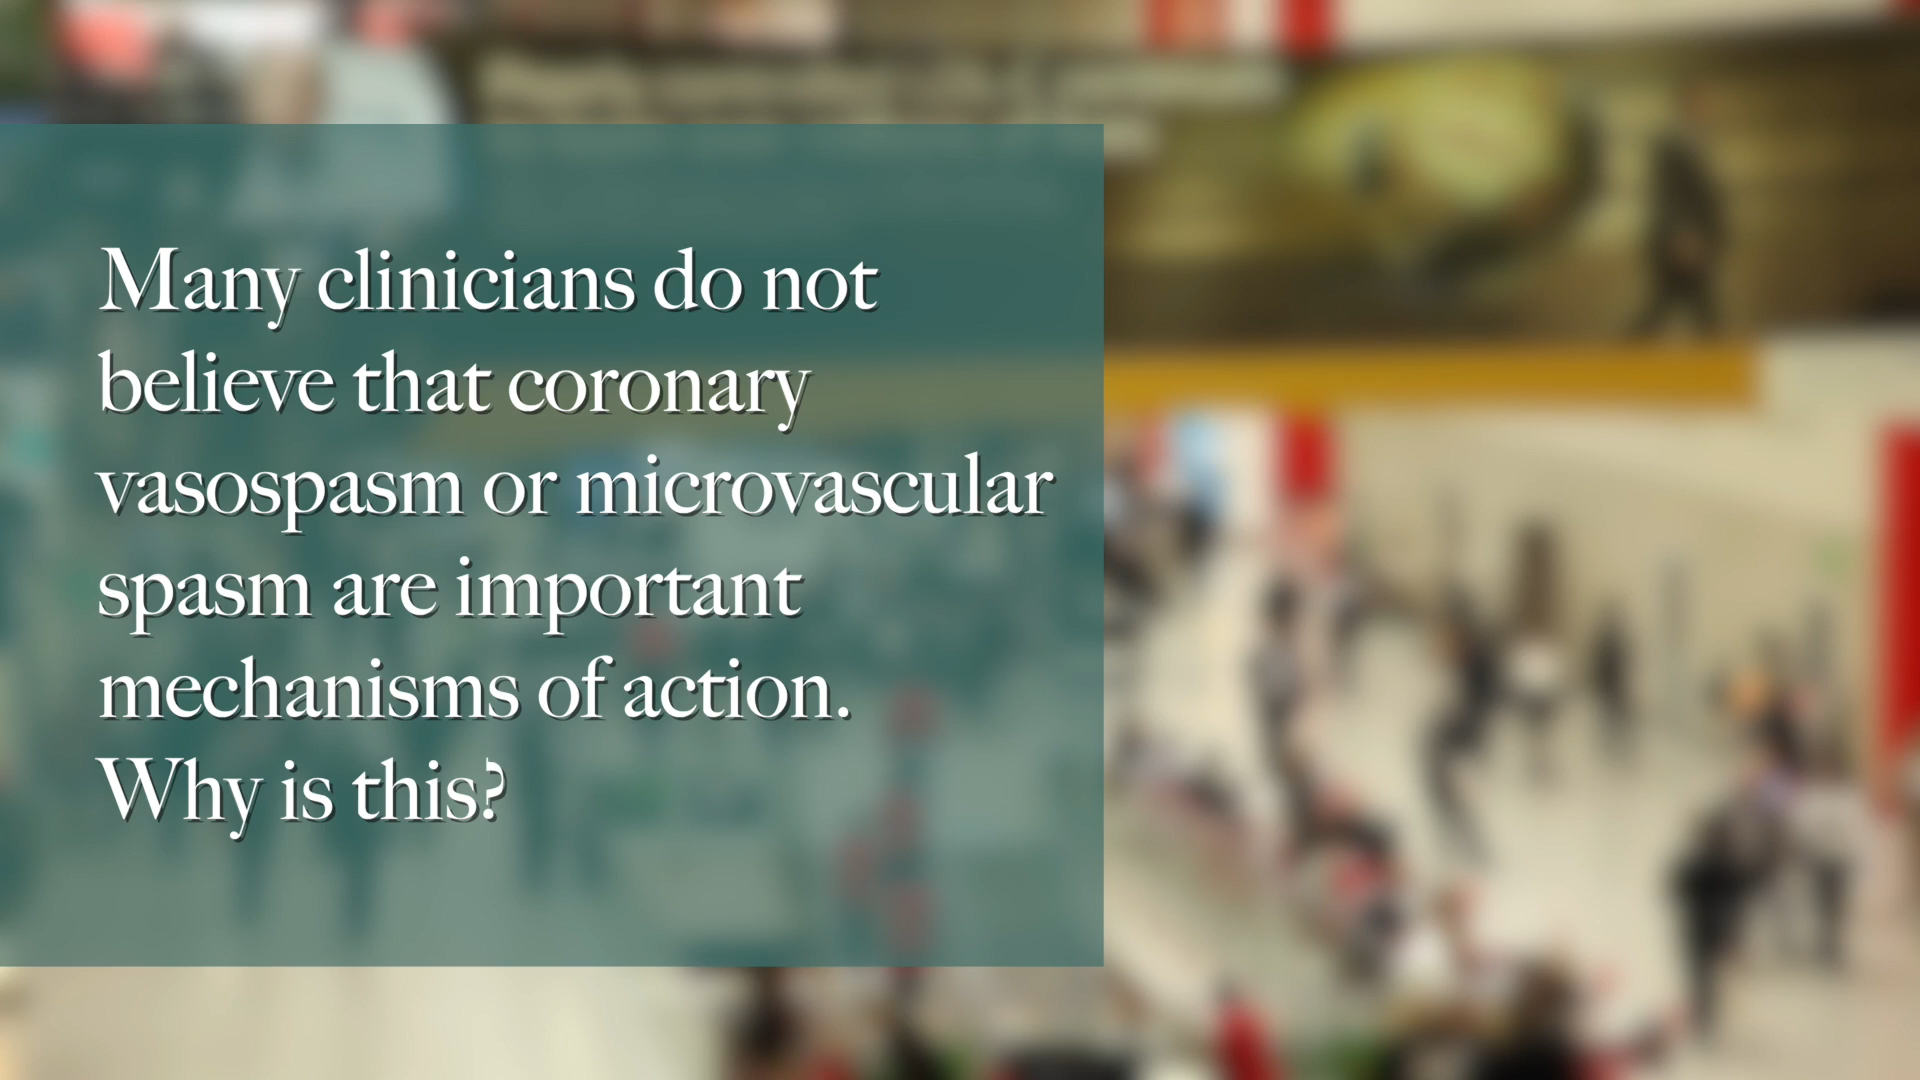 Many clinicians do not
believe that coronary
vasospasm or microvascular
spasm are important
mechanisms of action.
Why is this?